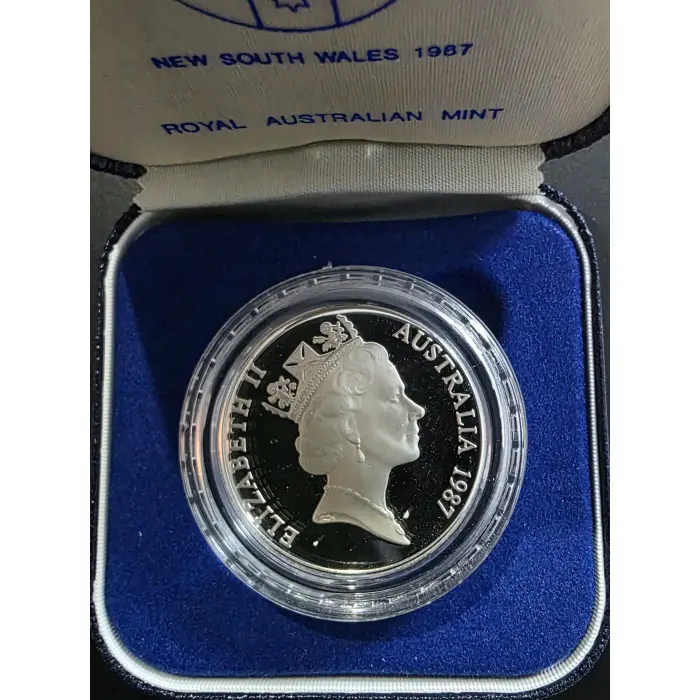 NEW SOUTH WALES 1987
ROYAL AUSTRALIAN MINT
ELIZABETH II
AUSTRALIA 1987